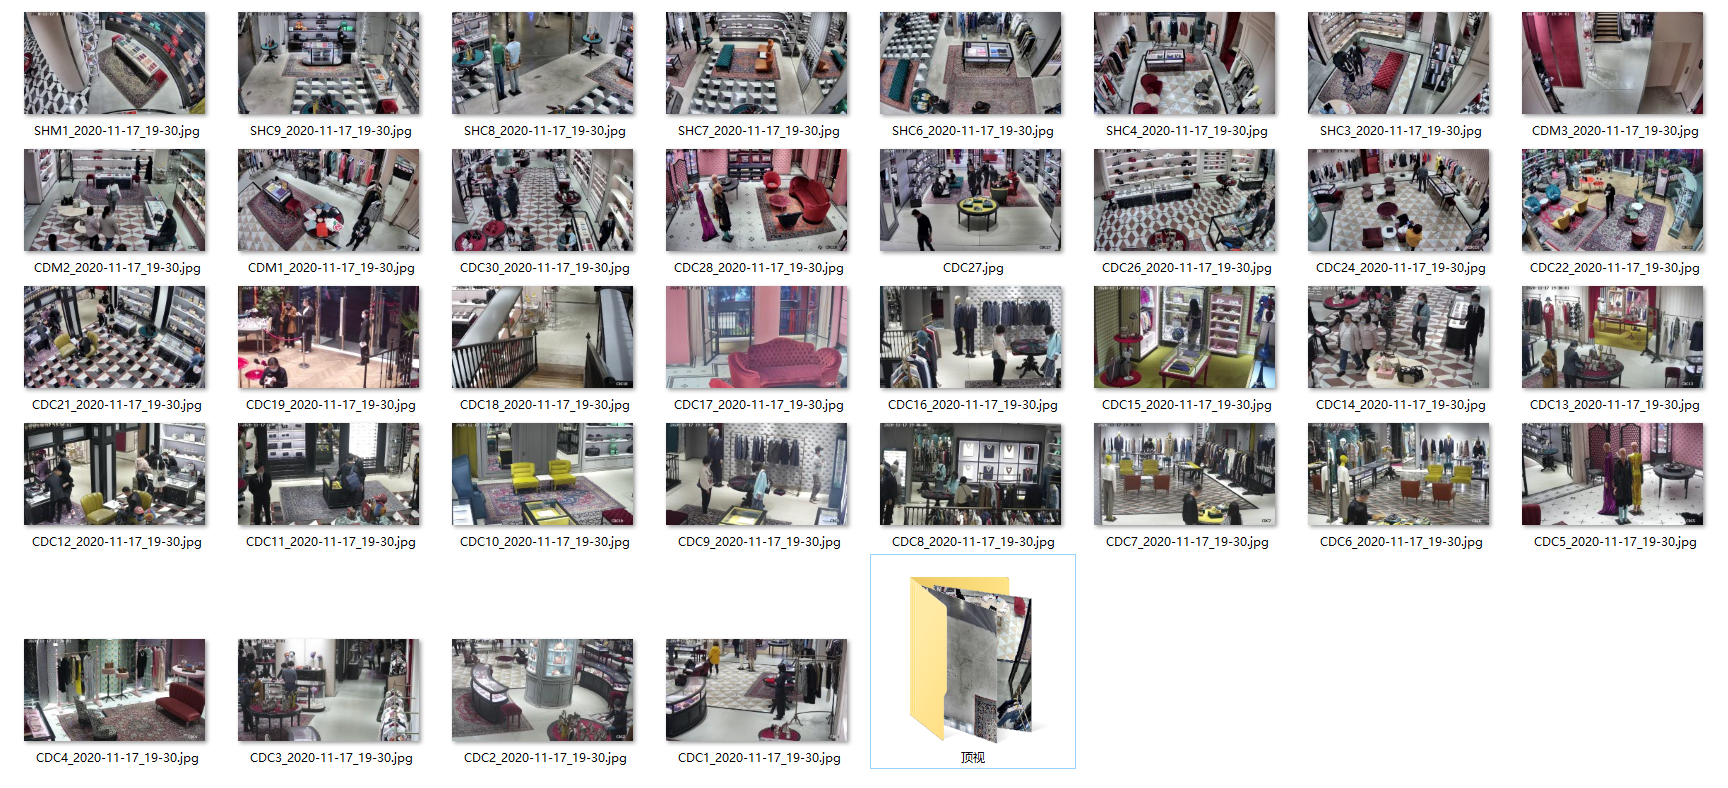 SHM1_2020-11-17_19-30.jpg
SHC9_2020-11-17_19-30.jpg
SHC8_2020-11-17_19-30.jpg
SHC7_2020-11-17_19-30.jpg
SHC6_2020-11-17_19-30.jpg
SHC4_2020-11-17_19-30.jpg
SHC3_2020-11-17_19-30.jpg
CDM3_2020-11-17_19-30.jpg
CDM2_2020-11-17_19-30.jpg
CDM1_2020-11-17_19-30.jpg
CDC30_2020-11-17_19-30.jpg
CDC28_2020-11-17_19-30.jpg
CDC27.jpg
CDC26_2020-11-17_19-30.jpg
CDC24_2020-11-17_19-30.jpg
CDC22_2020-11-17_19-30.jpg
CDC21_2020-11-17_19-30.jpg
CDC19_2020-11-17_19-30.jpg
CDC18_2020-11-17_19-30.jpg
CDC17_2020-11-17_19-30.jpg
CDC16_2020-11-17_19-30.jpg
CDC15_2020-11-17_19-30.jpg
CDC14_2020-11-17_19-30.jpg
CDC13_2020-11-17_19-30.jpg
CDC12_2020-11-17_19-30.jpg
CDC11_2020-11-17_19-30.jpg
CDC10_2020-11-17_19-30.jpg
CDC9_2020-11-17_19-30.jpg
CDC8_2020-11-17_19-30.jpg
CDC7_2020-11-17_19-30.jpg
CDC6_2020-11-17_19-30.jpg
CDC5_2020-11-17_19-30.jpg
CDC4_2020-11-17_19-30.jpg
CDC3_2020-11-17_19-30.jpg
CDC2_2020-11-17_19-30.jpg
CDC1_2020-11-17_19-30.jpg
顶视